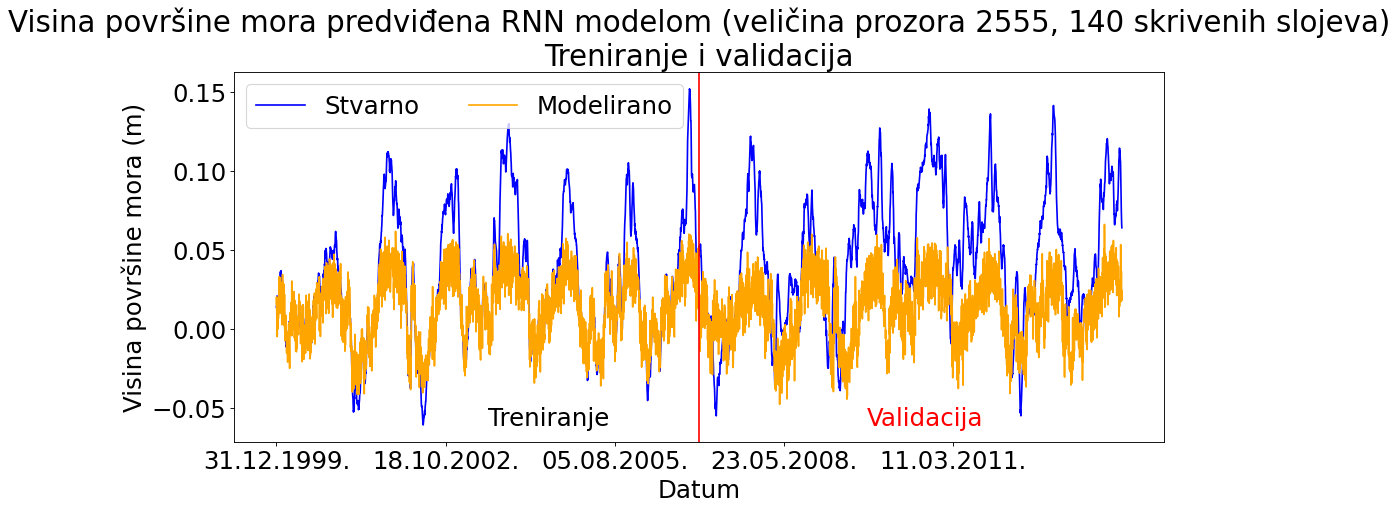 Visina površine mora predviđena RNN modelom (veličina prozora 2555, 140 skrivenih slojeva)
Treniranje i validacija
Stvarno
Modelirano
Visina površine mora (m)
0.15
0.10
0.05
0.00
−0.05
Treniranje
Validacija
31.12.1999.
18.10.2002.
05.08.2005.
23.05.2008.
11.03.2011.
Datum